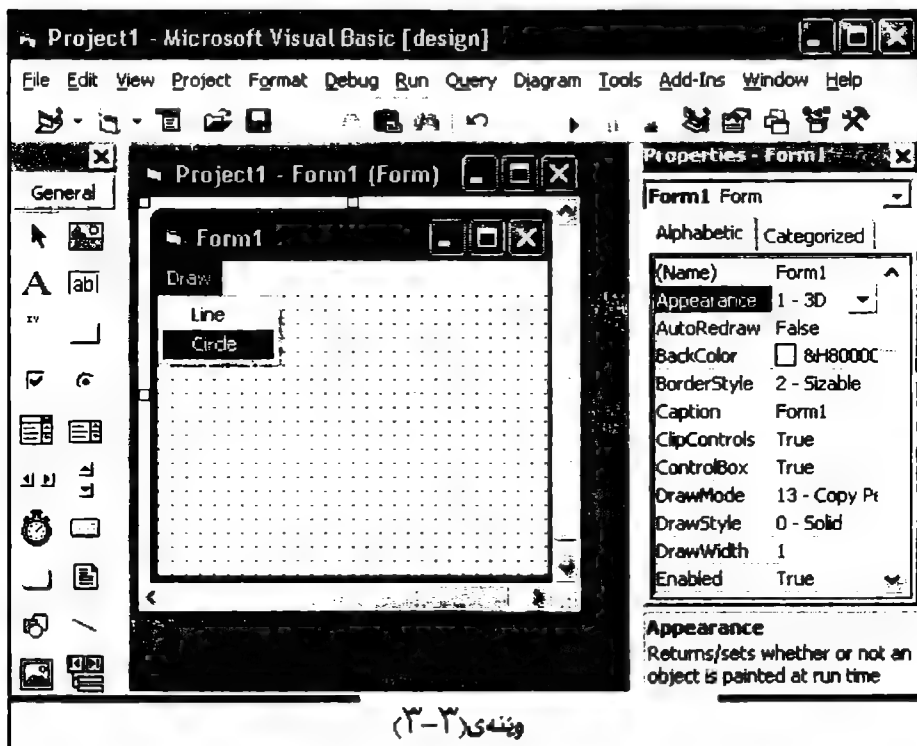 Project1 - Microsoft Visual Basic [design]
File Edit View Project Format Debug Run Query Diagram Tools Add-Ins Window Help
General
Project1 - Form1 (Form)
Form1
Draw
Line
Circle
Properties - Form1
Form1 Form
Alphabetic Categorized
(Name) Form1
Appearance 1 - 3D
AutoRedraw False
BackColor &H8000C
BorderStyle 2 - Sizable
Caption Form1
ClipControls True
ControlBox True
DrawMode 13 - Copy Pe
DrawStyle 0 - Solid
DrawWidth 1
Enabled True
Appearance
Returns/sets whether or not an
object is painted at run time
وێنەی(٣-٣)